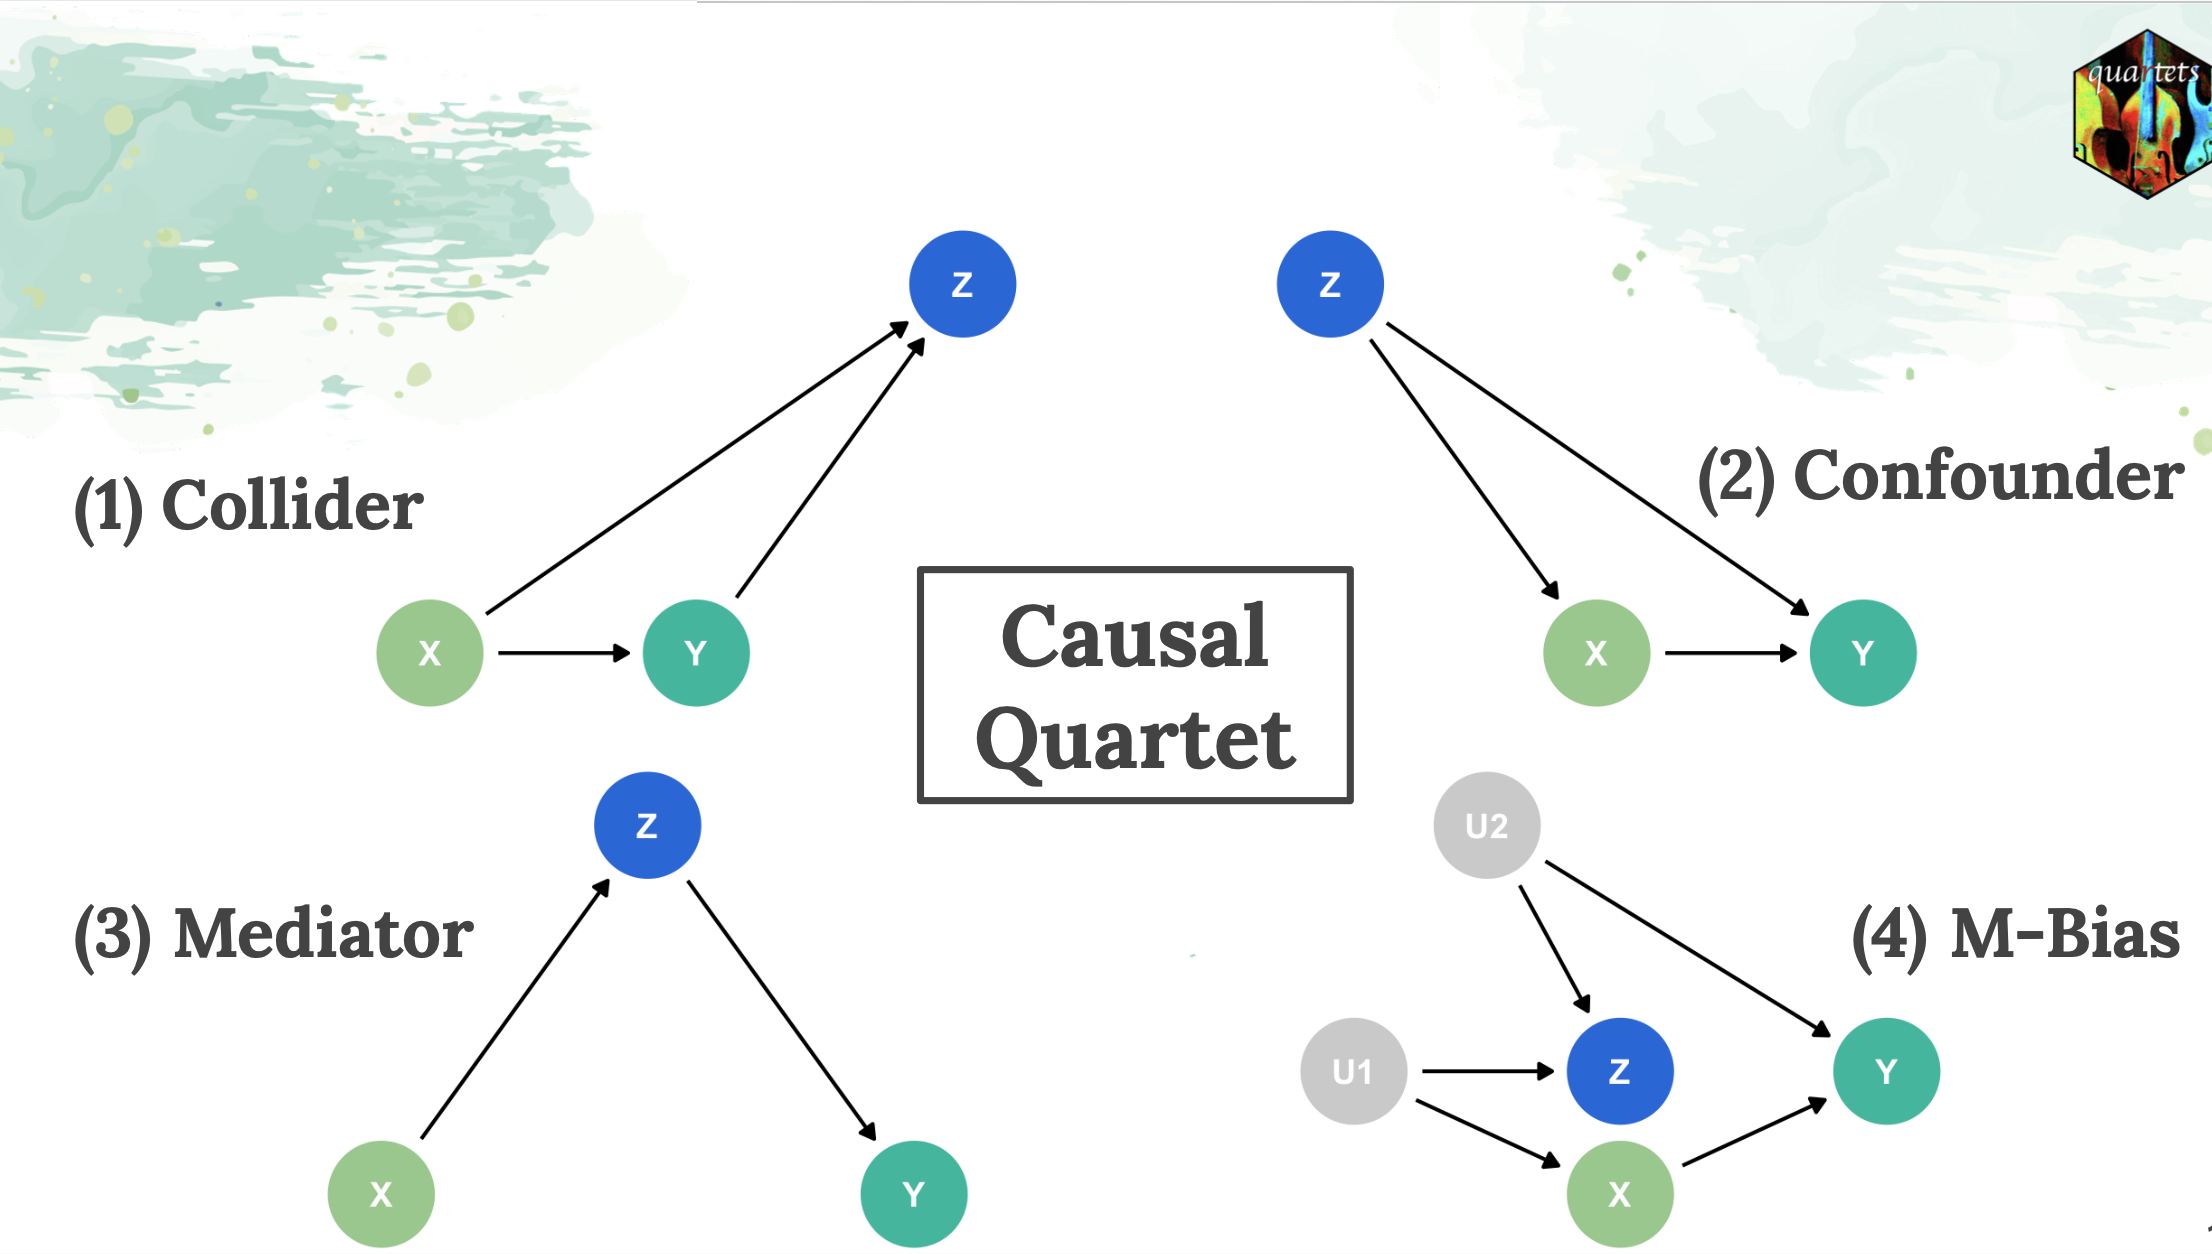 quartets
Z
Z
(1) Collider
(2) Confounder
X
Y
Causal
Quartet
X
Y
Z
U2
(3) Mediator
(4) M-Bias
U1
Z
Y
X
Y
X